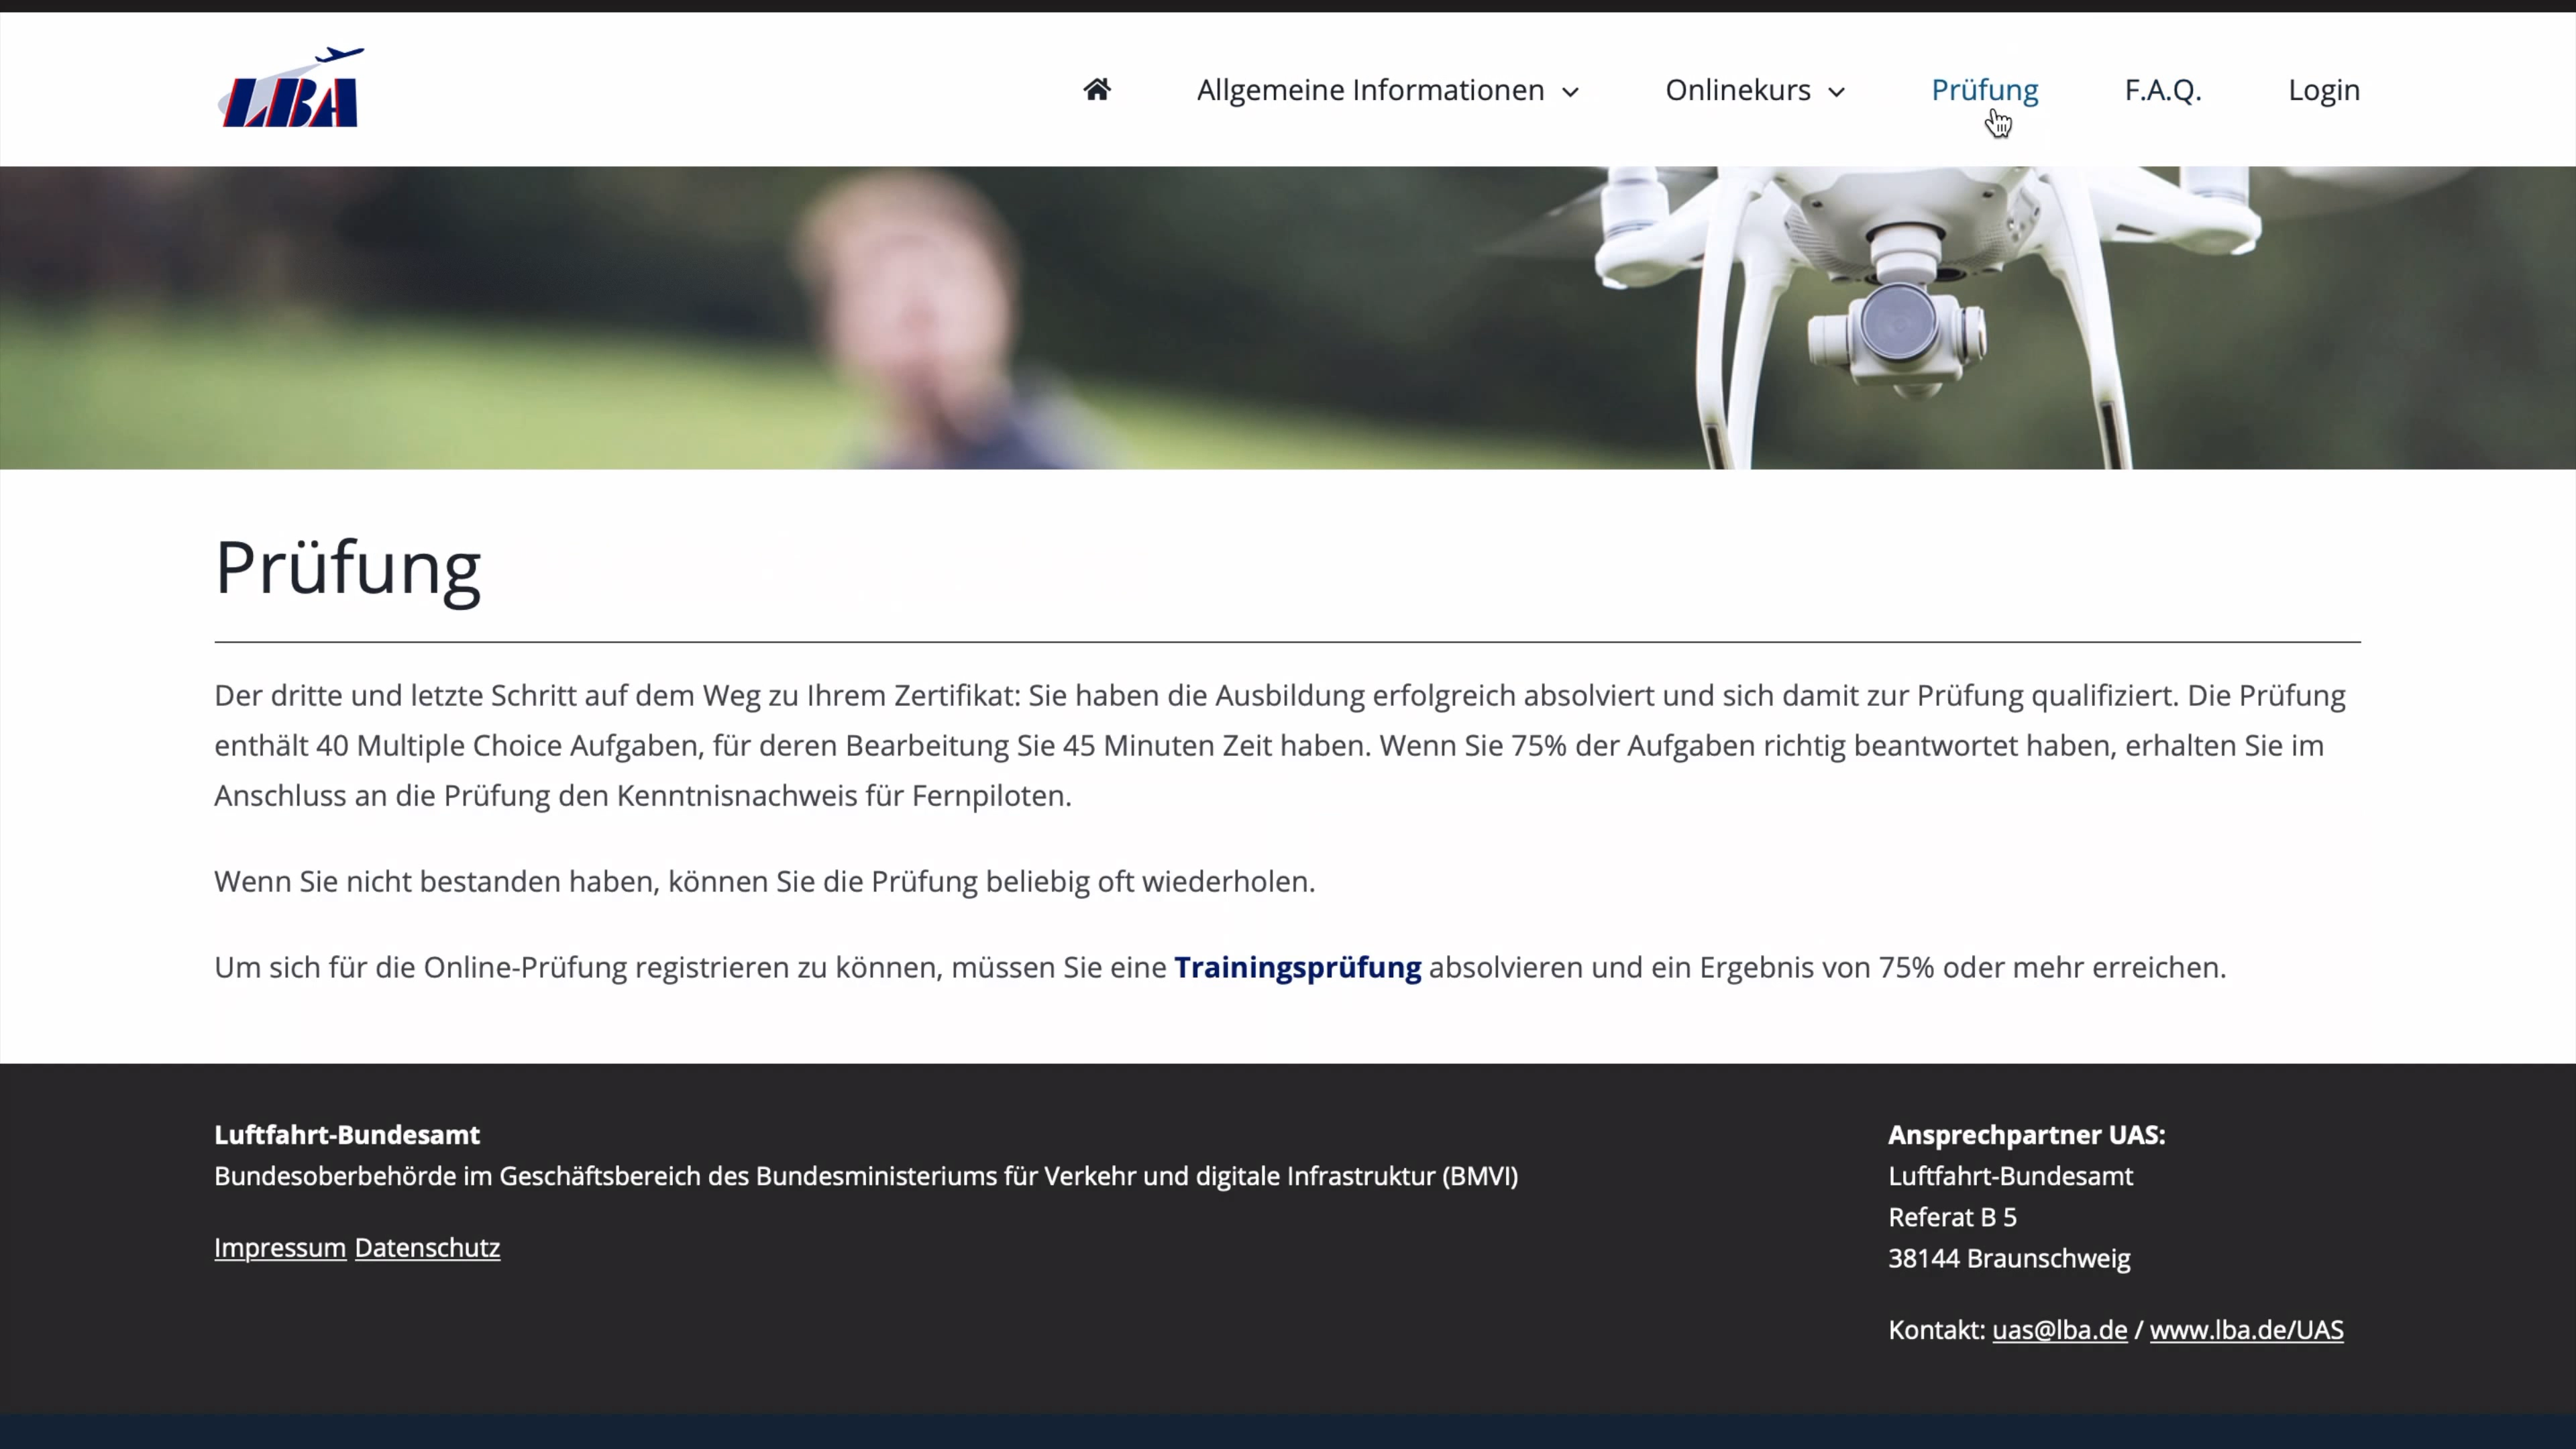 LBA
Allgemeine Informationen
Onlinekurs
Prüfung
F.A.Q.
Login
Prüfung
Der dritte und letzte Schritt auf dem Weg zu Ihrem Zertifikat: Sie haben die Ausbildung erfolgreich absolviert und sich damit zur Prüfung qualifiziert. Die Prüfung
enthält 40 Multiple Choice Aufgaben, für deren Bearbeitung Sie 45 Minuten Zeit haben. Wenn Sie 75% der Aufgaben richtig beantwortet haben, erhalten Sie im
Anschluss an die Prüfung den Kenntnisnachweis für Fernpiloten.
Wenn Sie nicht bestanden haben, können Sie die Prüfung beliebig oft wiederholen.
Um sich für die Online-Prüfung registrieren zu können, müssen Sie eine Trainingsprüfung absolvieren und ein Ergebnis von 75% oder mehr erreichen.
Luftfahrt-Bundesamt
Bundesoberbehörde im Geschäftsbereich des Bundesministeriums für Verkehr und digitale Infrastruktur (BMVI)
Impressum Datenschutz
Ansprechpartner UAS:
Luftfahrt-Bundesamt
Referat B 5
38144 Braunschweig
Kontakt: uas@lba.de / www.lba.de/UAS